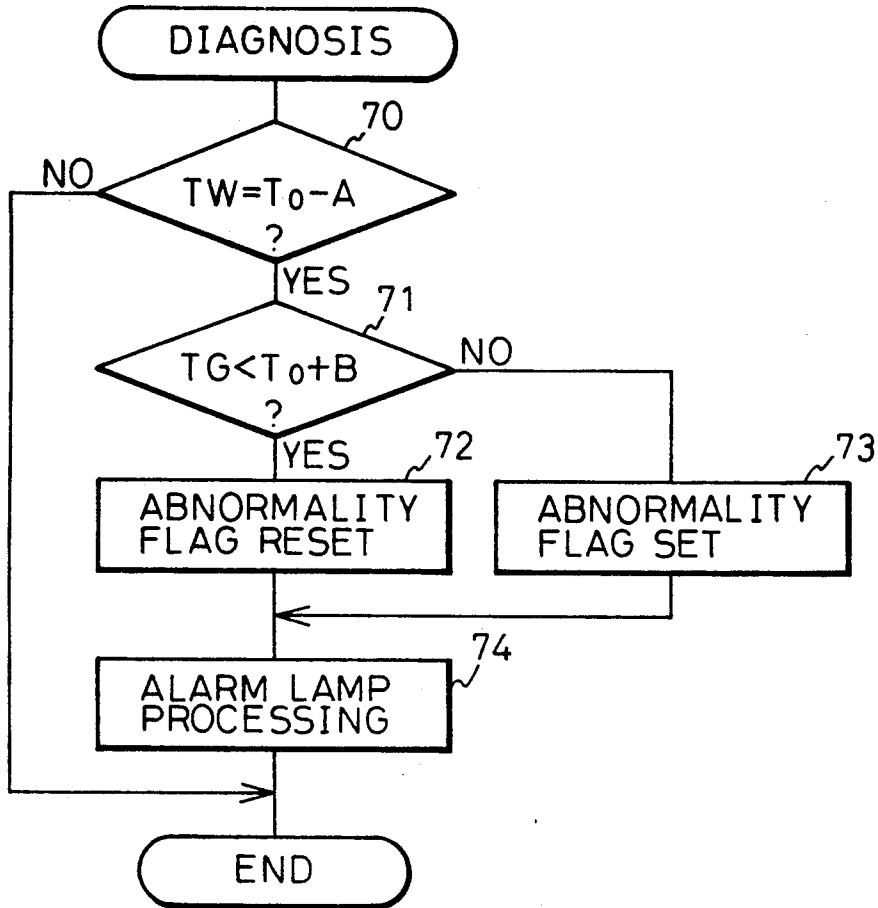 DIAGNOSIS
70
NO
TW=T0-A
?
YES
71
NO
TG<T0+B
?
YES
72
73
ABNORMALITY
FLAG RESET
ABNORMALITY
FLAG SET
74
ALARM LAMP
PROCESSING
END